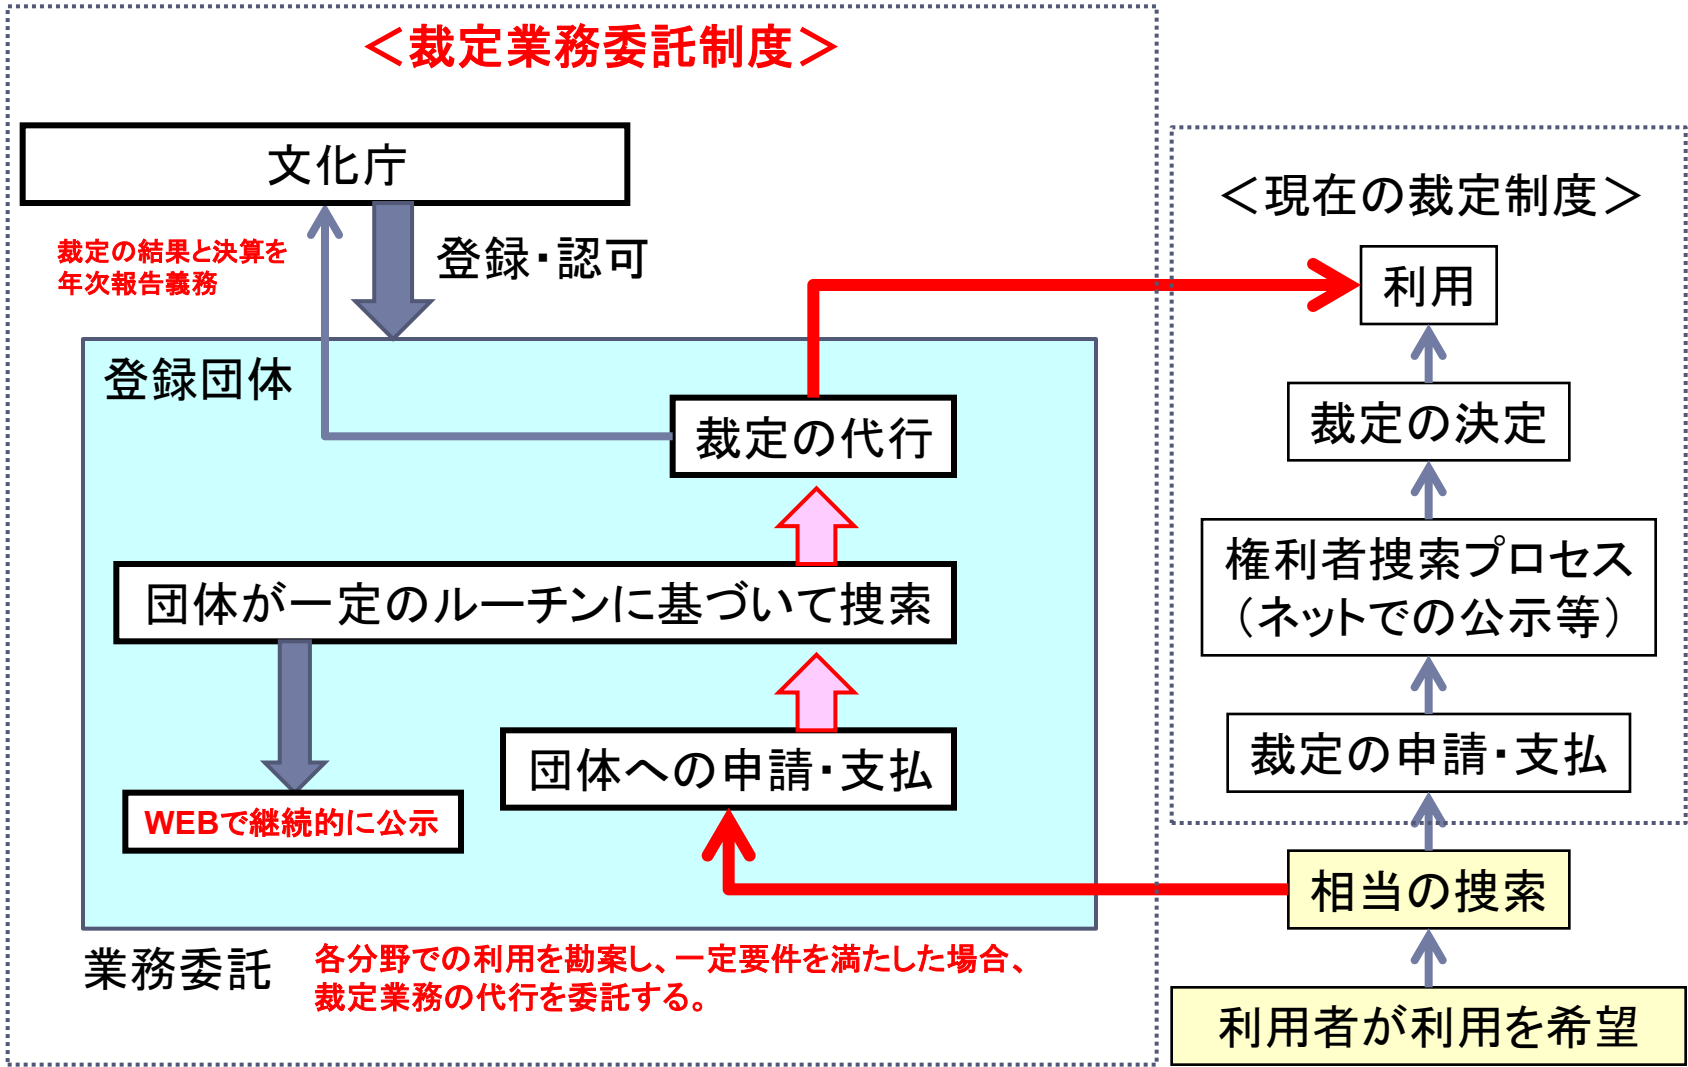 ＜裁定業務委託制度＞
文化庁
裁定の結果と決算を
年次報告義務
登録・認可
登録団体
裁定の代行
団体が一定のルーチンに基づいて捜索
団体への申請・支払
WEBで継続的に公示
業務委託
各分野での利用を勘案し、一定要件を満たした場合、
裁定業務の代行を委託する。
＜現在の裁定制度＞
利用
裁定の決定
権利者捜索プロセス
（ネットでの公示等）
裁定の申請・支払
相当の捜索
利用者が利用を希望